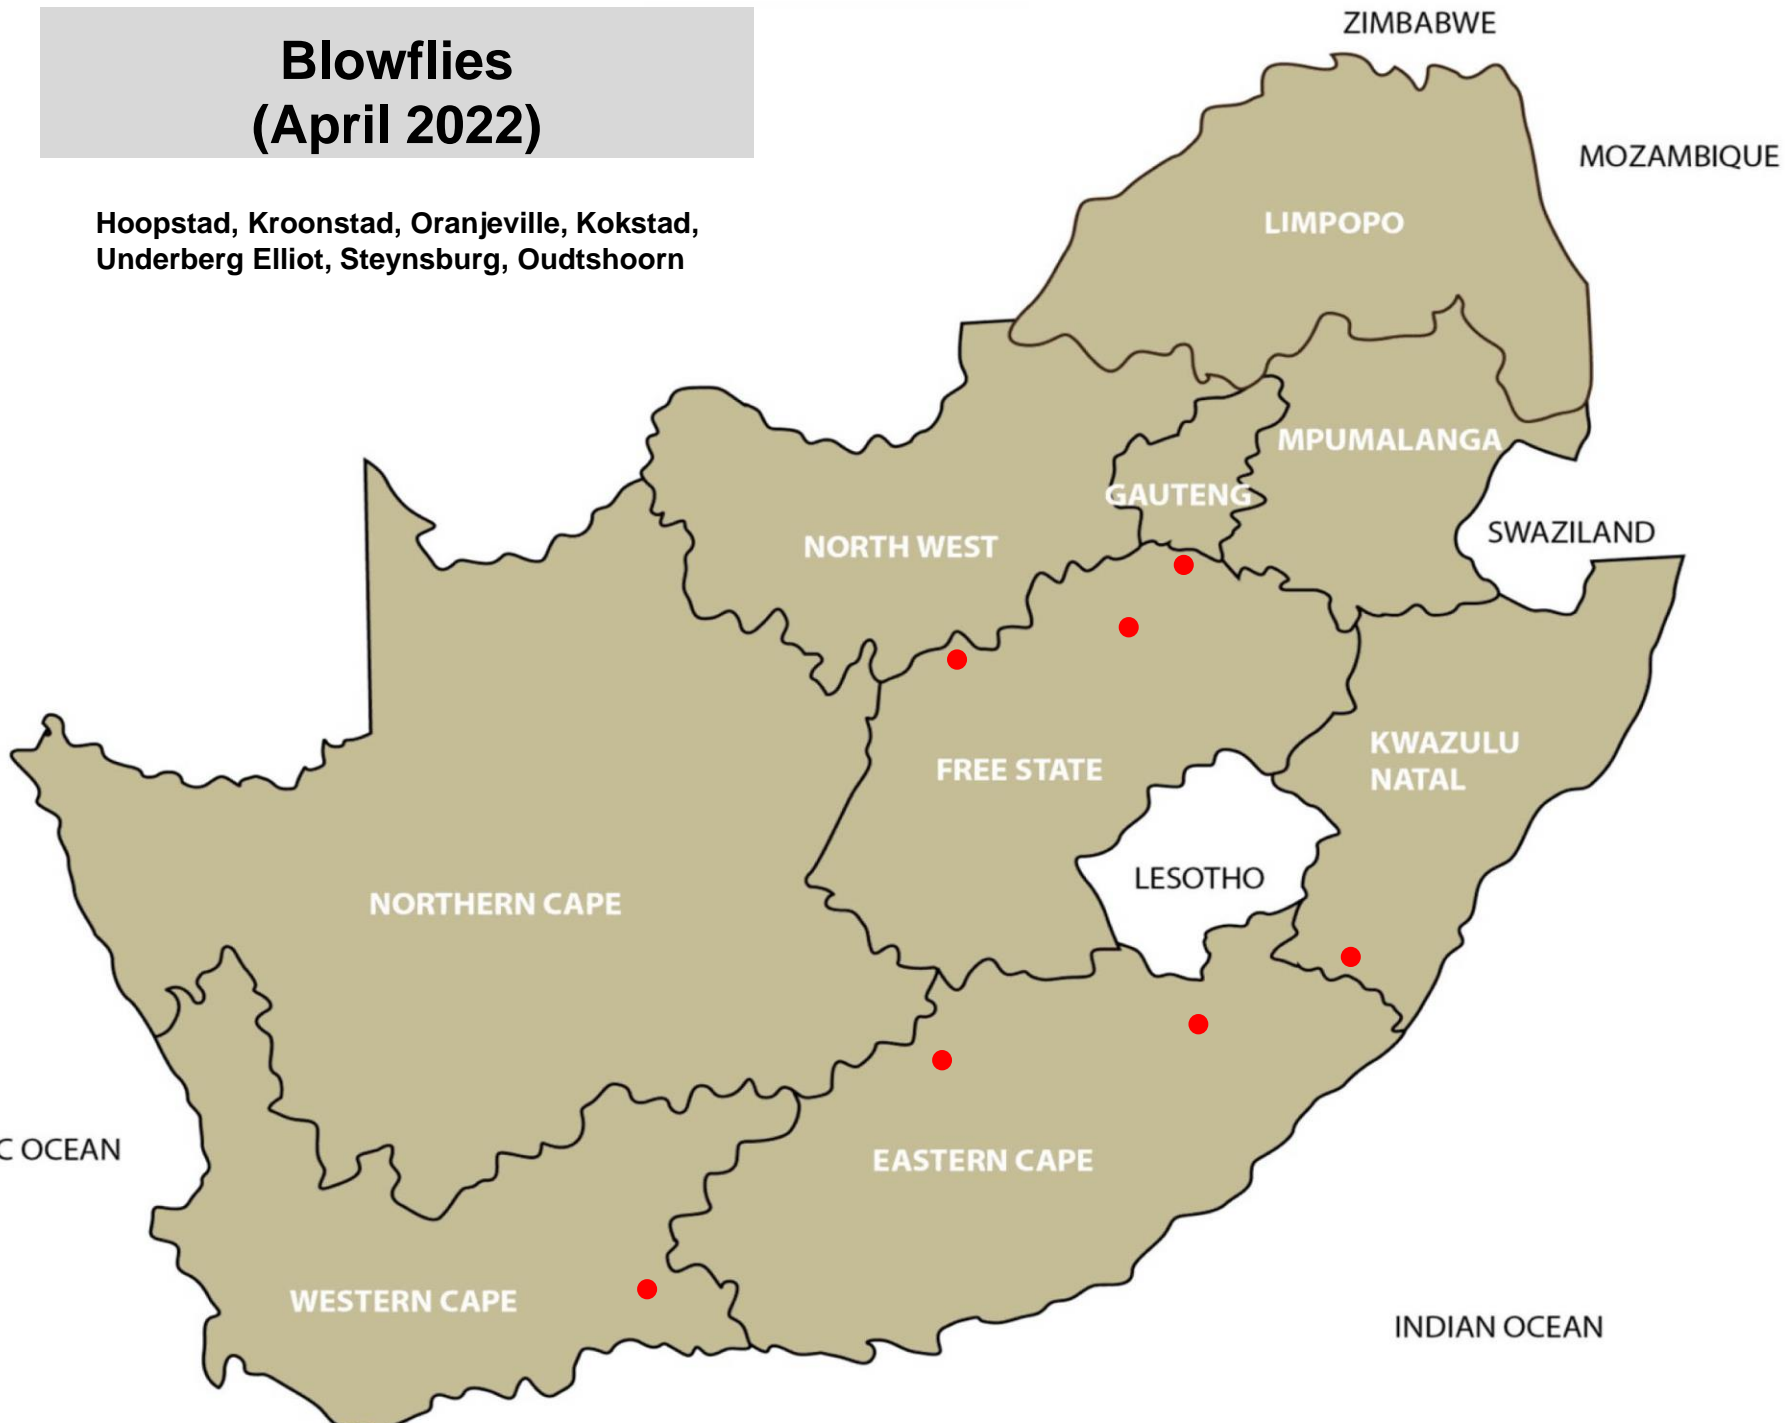 Blowflies
(April 2022)
Hoopstad, Kroonstad, Oranjeville, Kokstad,
Underberg Elliot, Steynsburg, Oudtshoorn
ZIMBABWE
MOZAMBIQUE
LIMPOPO
MPUMALANGA
GAUTENG
SWAZILAND
NORTH WEST
KWAZULU
NATAL
FREE STATE
LESOTHO
NORTHERN CAPE
C OCEAN
EASTERN CAPE
WESTERN CAPE
INDIAN OCEAN